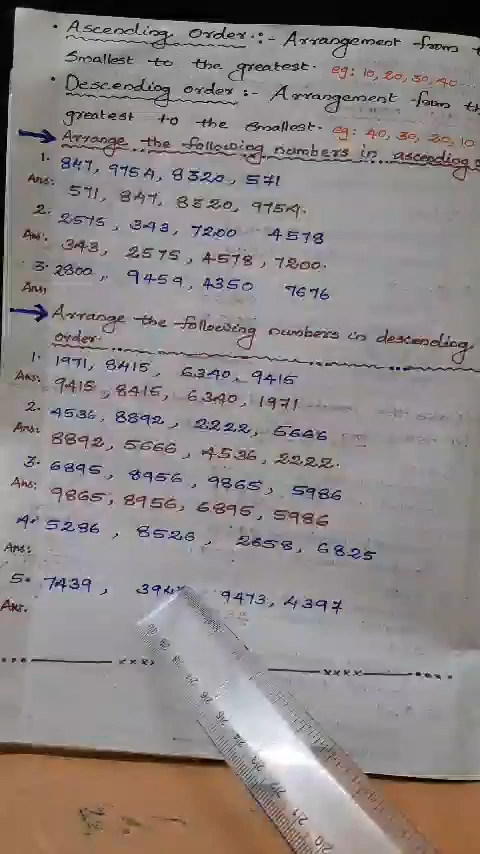 • Ascending Order :- Arrangement from
smallest to the greatest. eg: 10, 20, 30, 40
• Descending order :- Arrangement from
greatest to the smallest. eg: 40, 30, 20, 10
→ Arrange the following numbers in ascending
1. 847, 9754, 8320, 571
Ans: 571, 847, 8320, 9754.
2. 2575, 343, 7200 4578
Ans: 343, 2575, 4578, 7200.
3. 2800, 9459, 4350 7676
Ans:
→ Arrange the following numbers in descending
order.
1. 1971, 8415, 6340, 9415
Ans: 9415, 8415, 6340, 1971
2. 4536, 8892, 2222, 5666
Ans: 8892, 5666, 4536, 2222.
3. 6895, 8956, 9865, 5986
Ans: 9865, 8956, 6895, 5986
4. 5286, 8526, 2658, 6825
Ans:
5. 7439, 9473, 4397
Ans.